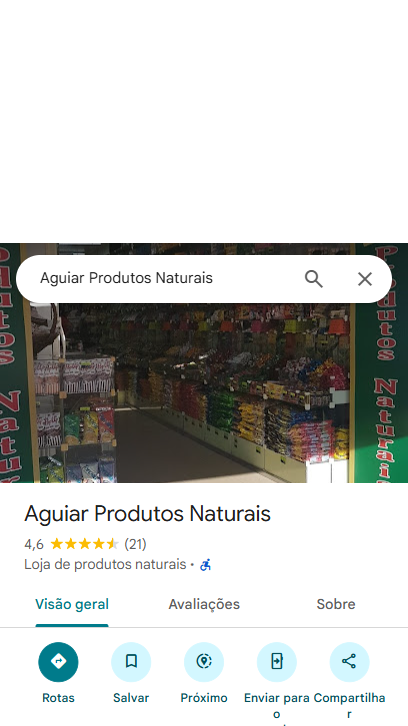 Aguiar Produtos Naturais
Produtos Naturais
Produtos Naturais
Aguiar Produtos Naturais
4,6 (21)
Loja de produtos naturais ·
Visão geral
Avaliações
Sobre
Rotas
Salvar
Próximo
Enviar para o
Compartilhar